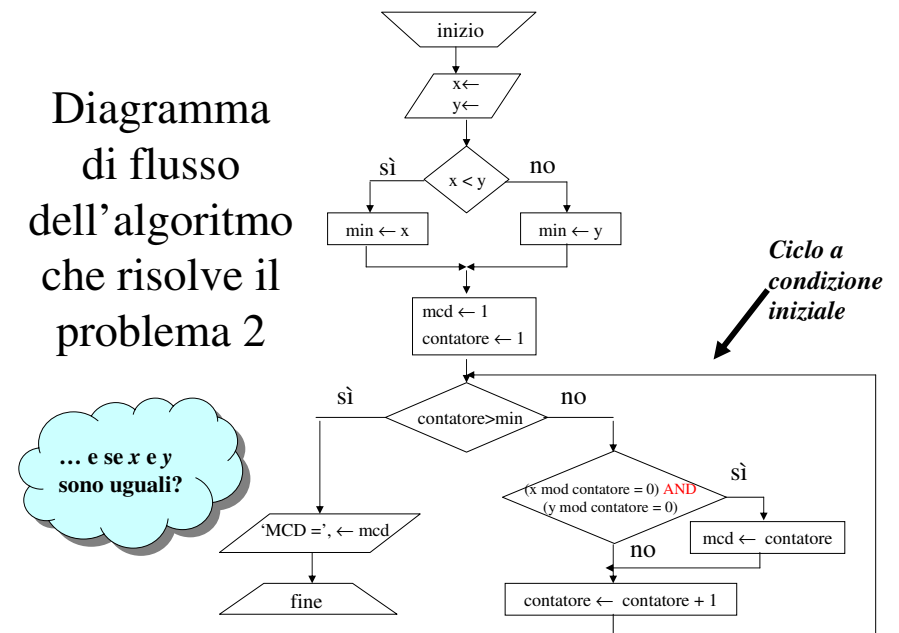 Diagramma
di flusso
dell'algoritmo
che risolve il
problema 2
… e se x e y
sono uguali?
inizio
x←
y←
x < y
sì
no
min ← x
min ← y
mcd ← 1
contatore ← 1
Ciclo a
condizione
iniziale
contatore>min
sì
no
(x mod contatore = 0) AND
(y mod contatore = 0)
sì
no
mcd ← contatore
contatore ← contatore + 1
‘MCD =’, ← mcd
fine